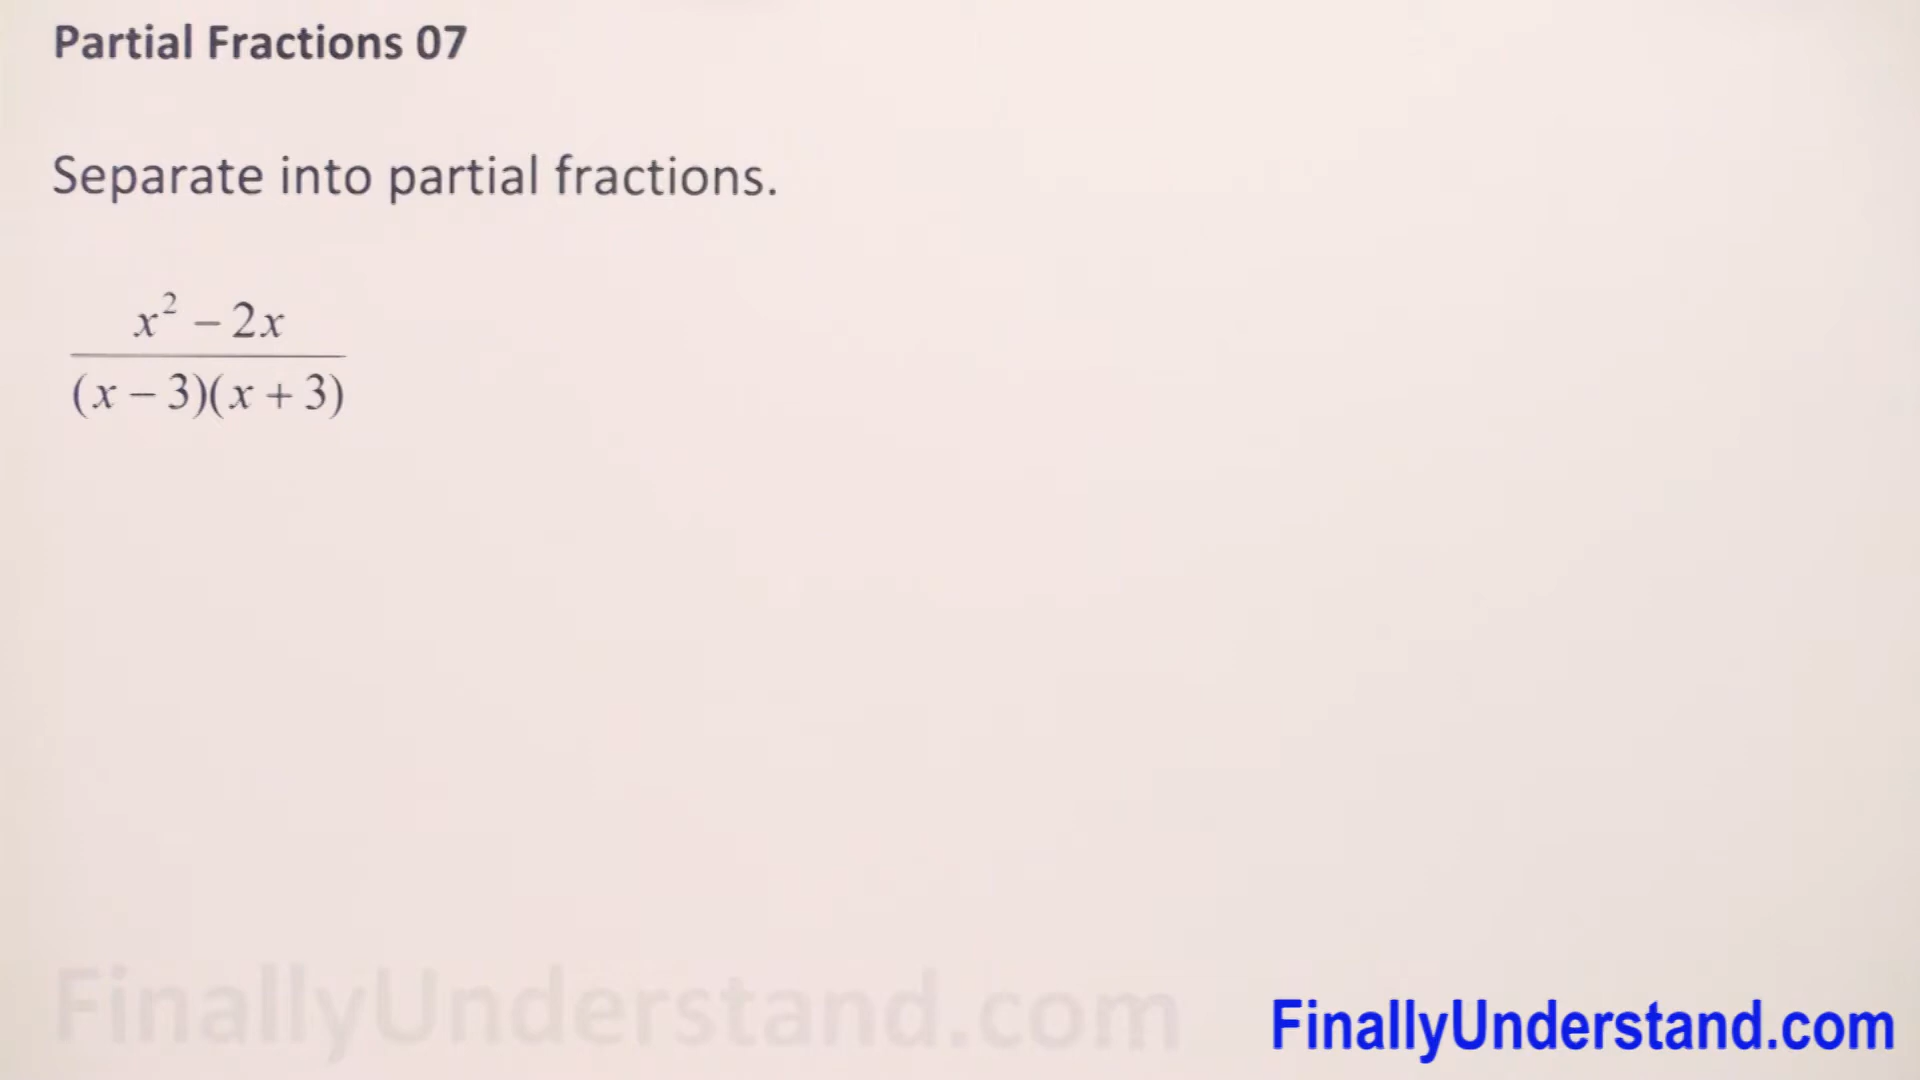 Partial Fractions 07
Separate into partial fractions.
x² − 2x
(x − 3)(x + 3)
FinallyUnderstand.com
FinallyUnderstand.com